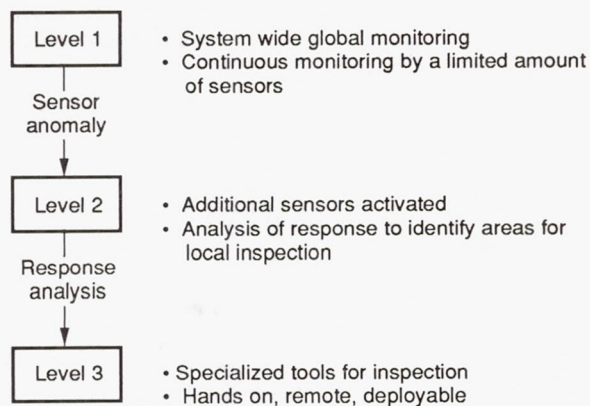 Level 1
• System wide global monitoring
• Continuous monitoring by a limited amount
of sensors
Sensor
anomaly
Level 2
• Additional sensors activated
• Analysis of response to identify areas for
local inspection
Response
analysis
Level 3
• Specialized tools for inspection
• Hands on, remote, deployable